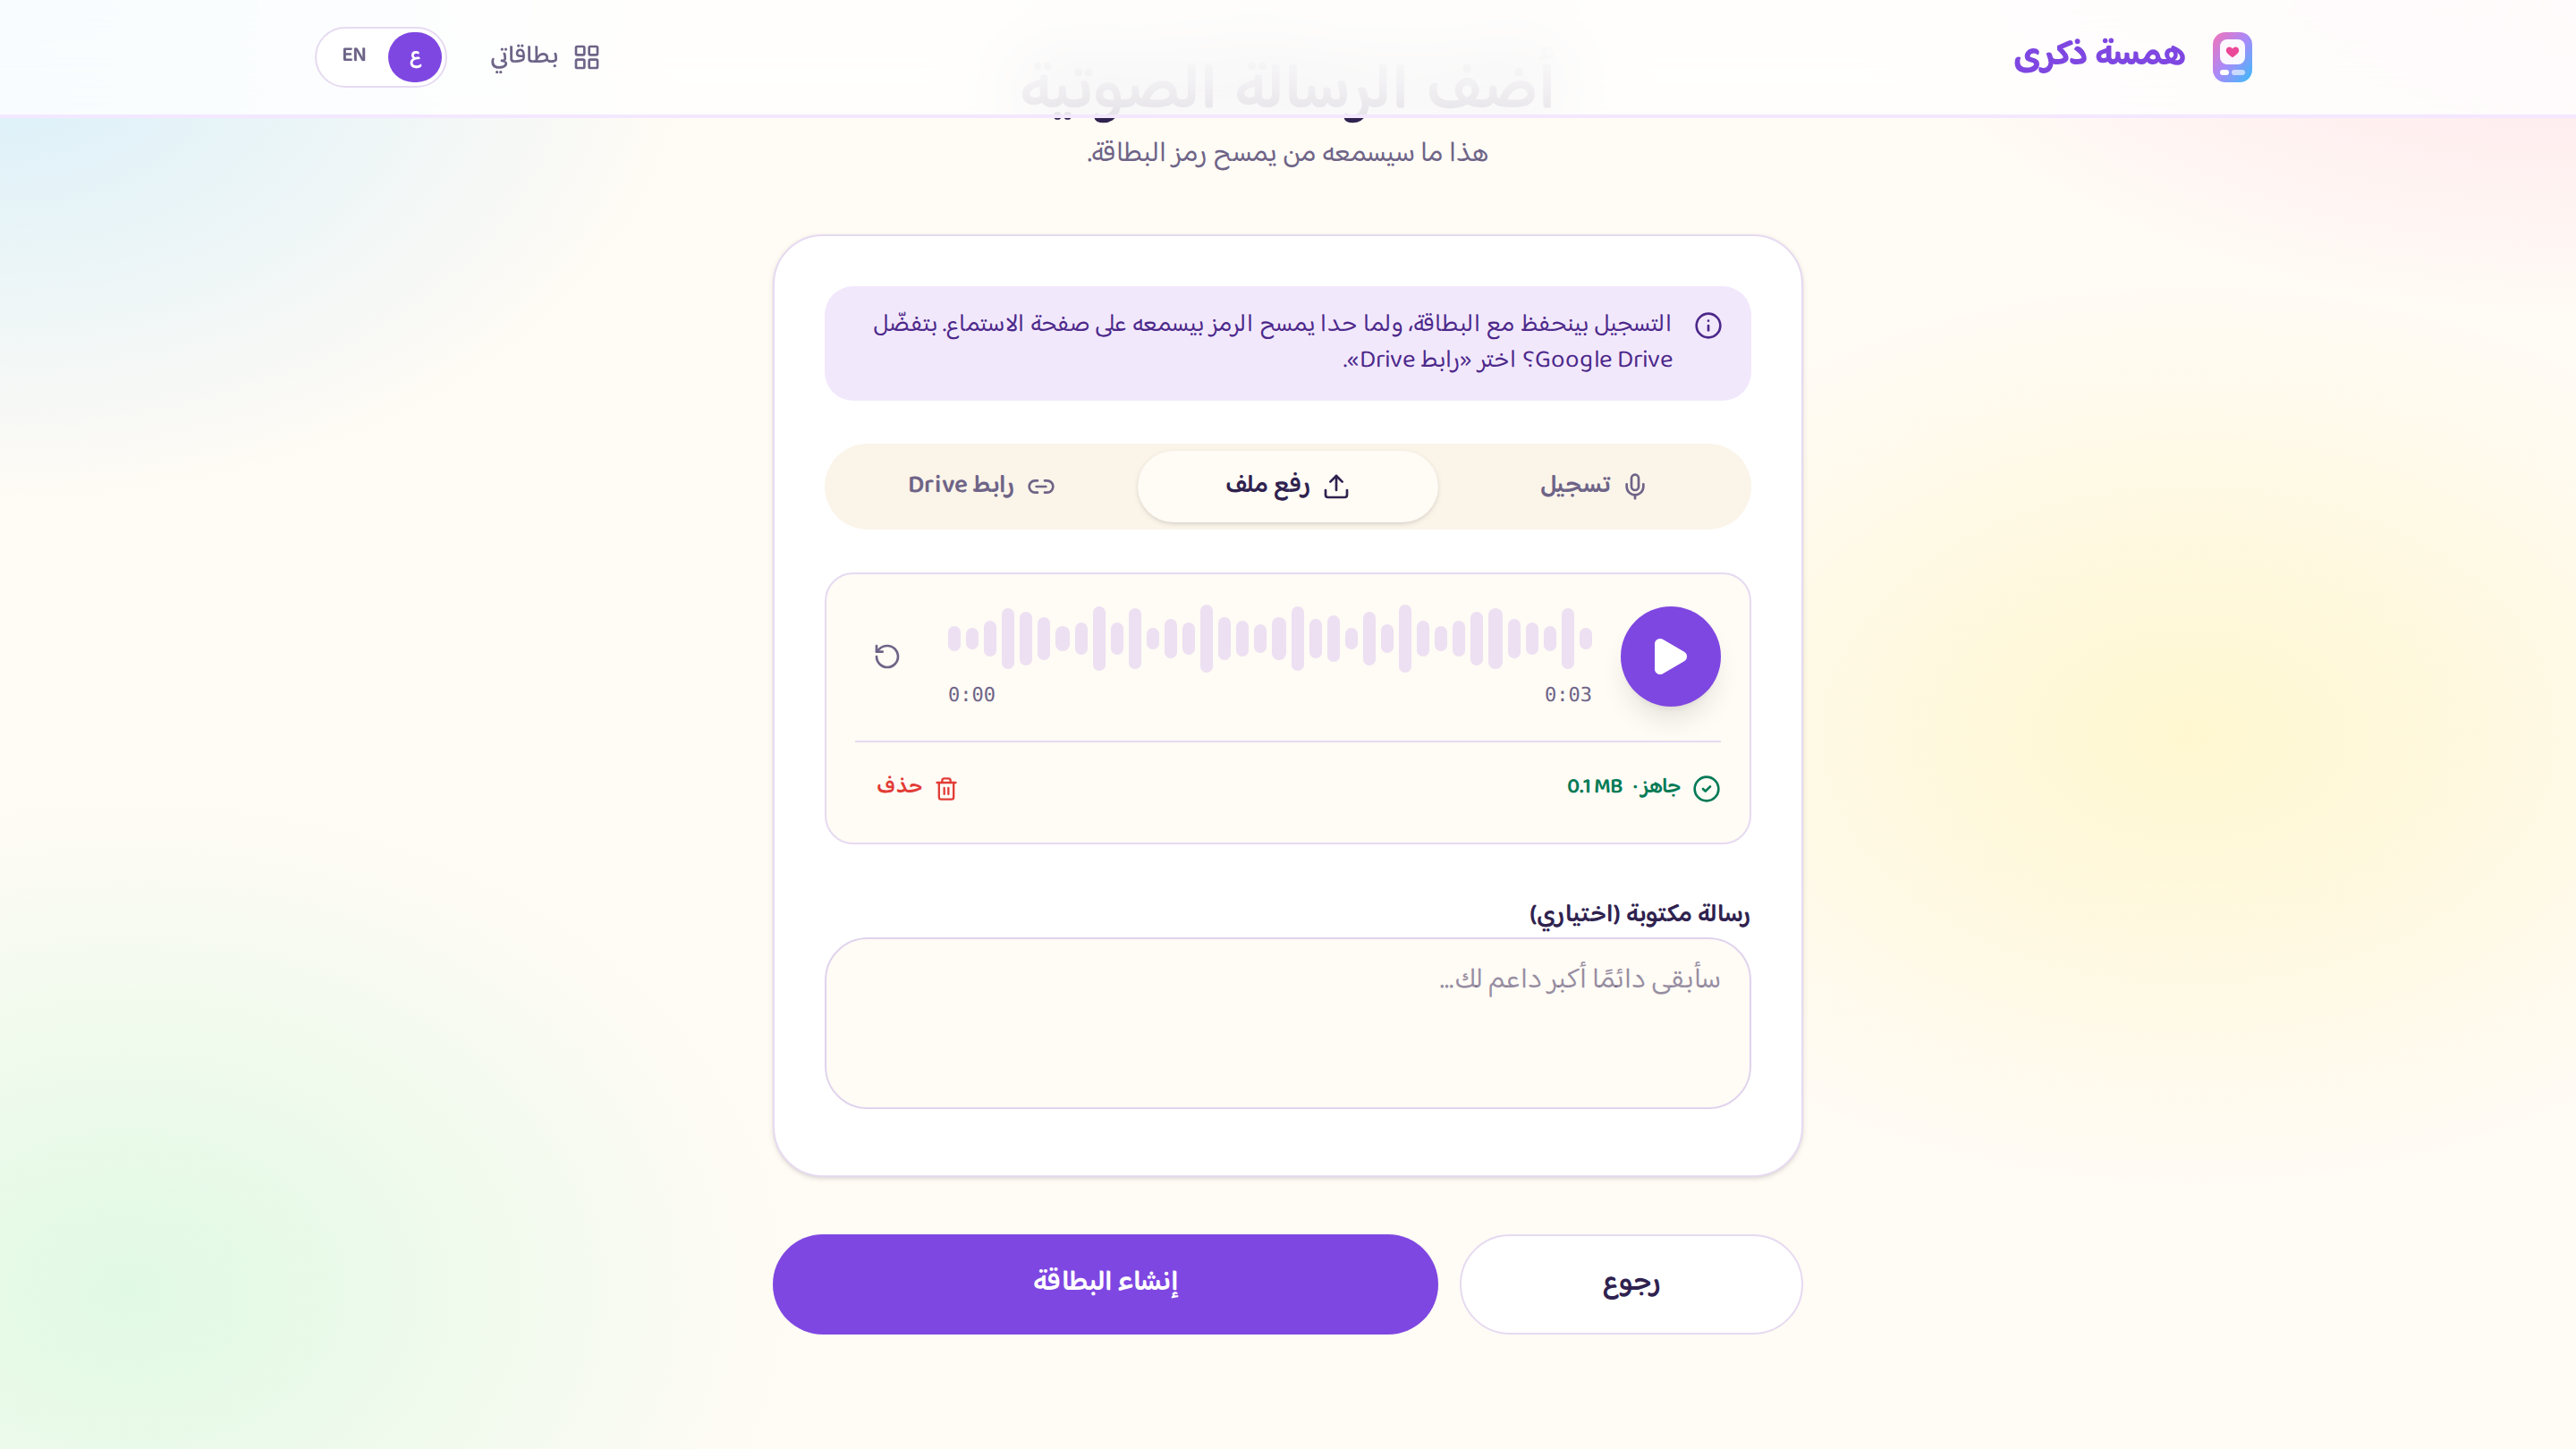 همسة ذكرى
بطاقاتي
ع
EN
أضف الرسالة الصوتية
هذا ما سيسمعه من يمسح رمز البطاقة.
التسجيل بينحفظ مع البطاقة، ولما حدا يمسح الرمز بيسمعه على صفحة الاستماع. بتفضّل
Google Drive؟ اختر «رابط Drive».
تسجيل
رفع ملف
رابط Drive
0:03
0:00
جاهز · 0.1 MB
حذف
رسالة مكتوبة (اختياري)
سأبقى دائمًا أكبر داعم لك...
رجوع
إنشاء البطاقة